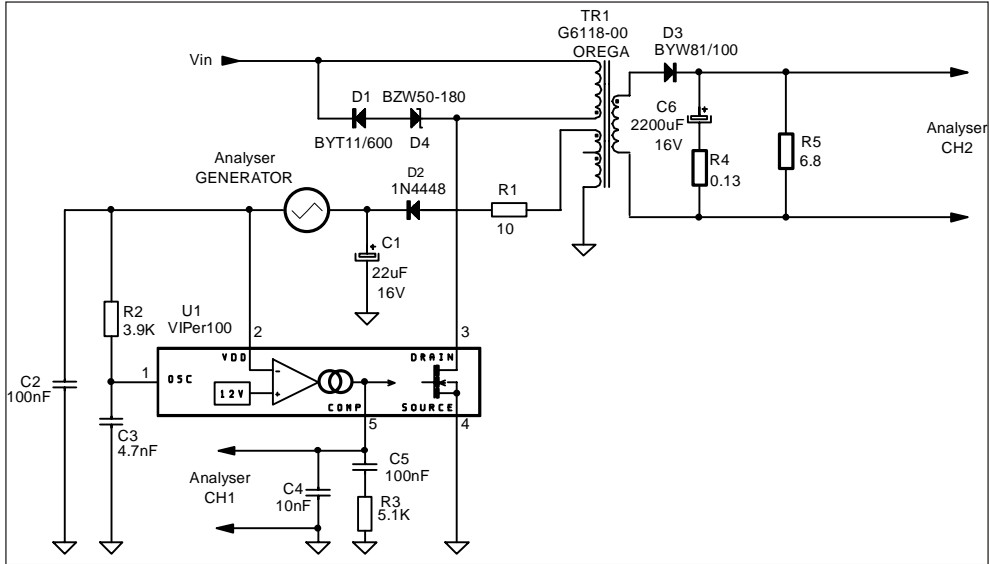 TR1
G6118-00
OREGA
D3
BYW81/100
Vin
D1
BZW50-180
BYT11/600
D4
C6
2200uF
16V
+
R4
0.13
R5
6.8
Analyser
CH2
Analyser
GENERATOR
D2
1N4448
R1
10
+
C1
22uF
16V
R2
3.9K
U1
VIPer100
2
3
VDD
DRAIN
1
OSC
-
+
12V
COMP
SOURCE
5
4
C2
100nF
C3
4.7nF
Analyser
CH1
C4
10nF
C5
100nF
R3
5.1K